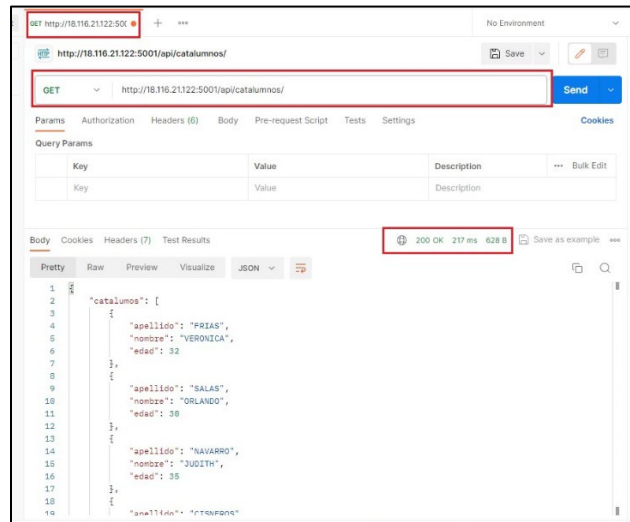 GET http://18.116.21.122:500
No Environment
http://18.116.21.122:5001/api/catalumnos/
Save
GET http://18.116.21.122:5001/api/catalumnos/
Send
Params Authorization Headers (6) Body Pre-request Script Tests Settings Cookies
Query Params
Key Value Description Bulk Edit
Key Value Description
Body Cookies Headers (7) Test Results 200 OK 217 ms 628 B Save as example
Pretty Raw Preview Visualize JSON
1 {
2 "catalumos": [
3 {
4 "apellido": "FRIAS",
5 "nombre": "VERONICA",
6 "edad": 32
7 },
8 {
9 "apellido": "SALAS",
10 "nombre": "ORLANDO",
11 "edad": 38
12 },
13 {
14 "apellido": "NAVARRO",
15 "nombre": "JUDITH",
16 "edad": 35
17 },
18 {
19 "apellido": "CISNEROS"